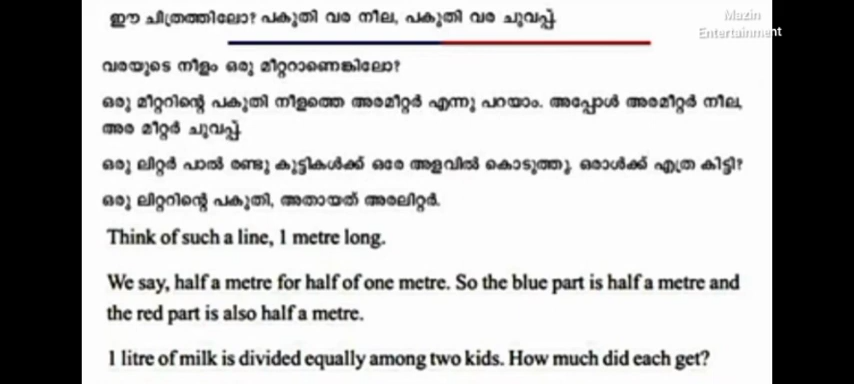 Mazin
Entertainment
ഈ ചിത്രത്തിലോ? പകുതി വര നീല, പകുതി വര ചുവപ്പ്.
വരയുടെ നീളം ഒരു മീറ്ററാണെങ്കിലോ?
ഒരു മീറ്ററിന്റെ പകുതി നീളത്തെ അരമീറ്റർ എന്നു പറയാം. അപ്പോൾ അരമീറ്റർ നീല,
അര മീറ്റർ ചുവപ്പ്.
ഒരു ലിറ്റർ പാൽ രണ്ടു കുട്ടികൾക്ക് ഒരേ അളവിൽ കൊടുത്തു. ഒരാൾക്ക് എത്ര കിട്ടി?
ഒരു ലിറ്ററിന്റെ പകുതി, അതായത് അരലിറ്റർ.
Think of such a line, 1 metre long.
We say, half a metre for half of one metre. So the blue part is half a metre and
the red part is also half a metre.
1 litre of milk is divided equally among two kids. How much did each get?